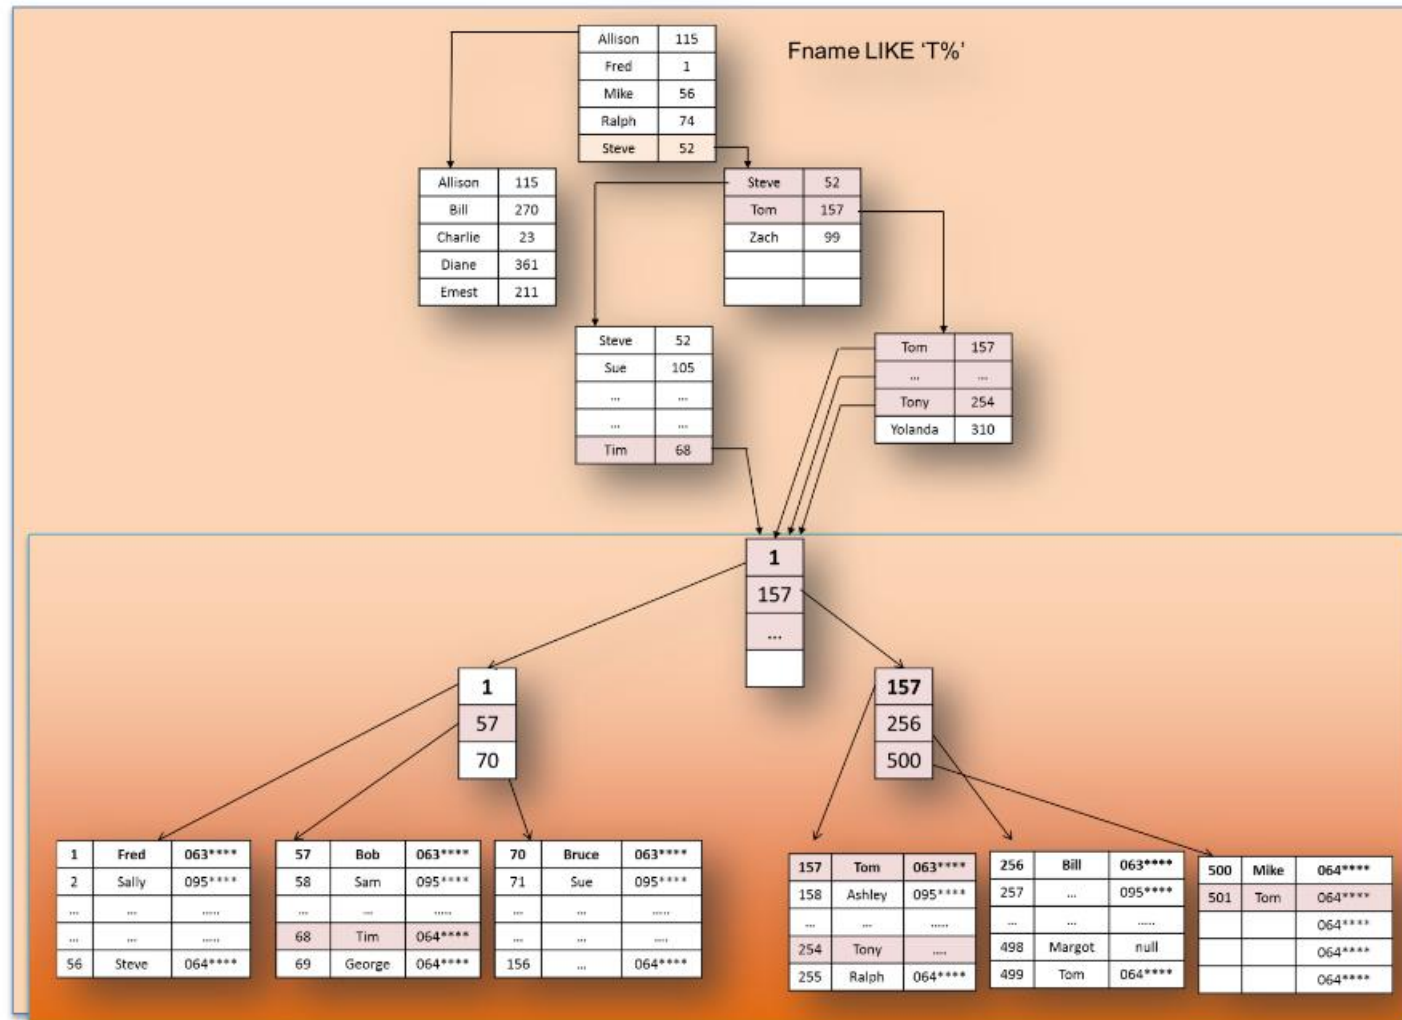 Fname LIKE ‘T%’
Allison 115
Fred 1
Mike 56
Ralph 74
Steve 52
Allison 115
Bill 270
Charlie 23
Diane 361
Ernest 211
Steve 52
Tom 157
Zach 99
Steve 52
Sue 105
... ...
... ...
Tim 68
Tom 157
... ...
Tony 254
Yolanda 310
1
157
...
1
57
70
157
256
500
1 Fred 063****
2 Sally 095****
... ... .....
... ... .....
56 Steve 064****
57 Bob 063****
58 Sam 095****
... ... .....
68 Tim 064****
69 George 064****
70 Bruce 063****
71 Sue 095****
... ... .....
... ... ....
156 ... 064****
157 Tom 063****
158 Ashley 095****
... ... .....
254 Tony ....
255 Ralph 064****
256 Bill 063****
257 ... 095****
... ... .....
498 Margot null
499 Tom 064****
500 Mike 064****
501 Tom 064****
064****
064****
064****